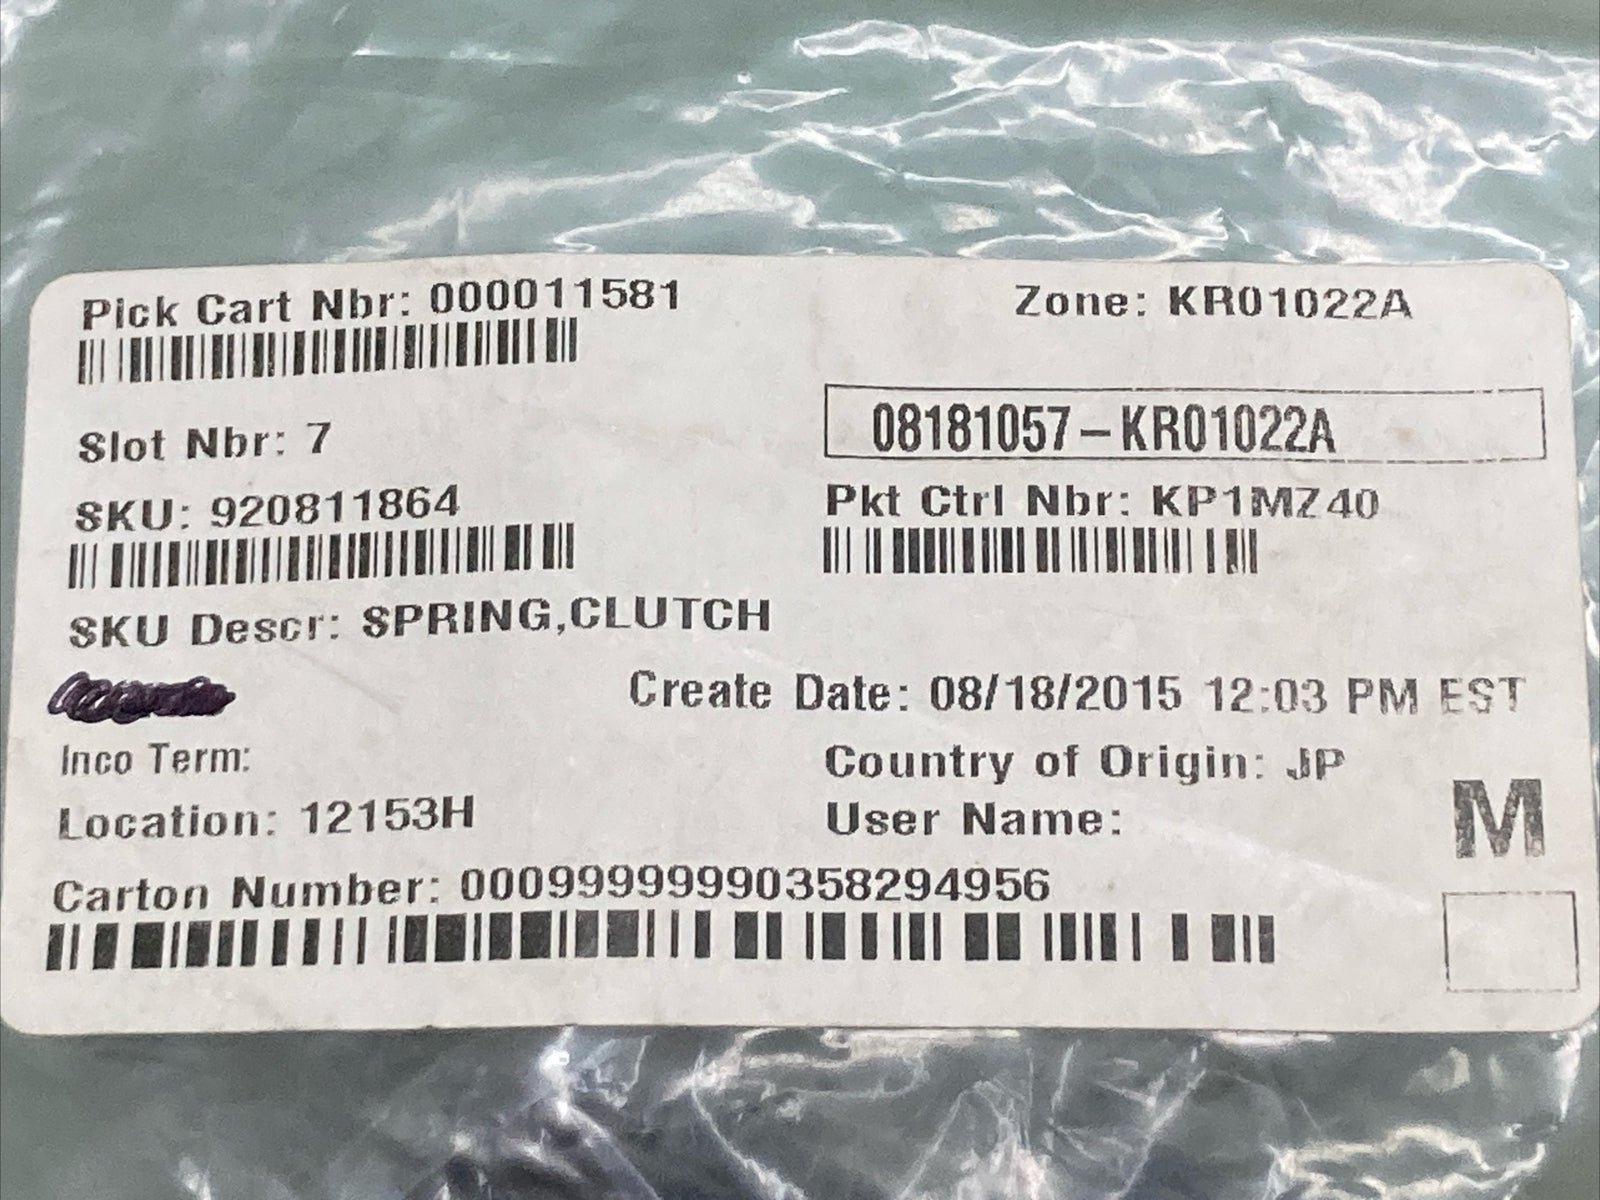 Pick Cart Nbr: 000011581
Zone: KR01022A
08181057-KR01022A
Slot Nbr: 7
SKU: 920811864
Pkt Ctrl Nbr: KP1MZ40
SKU Descr: SPRING,CLUTCH
Create Date: 08/18/2015 12:03 PM EST
Inco Term:
Country of Origin: JP
Location: 12153H
User Name:
M
Carton Number: 00099999990358294956